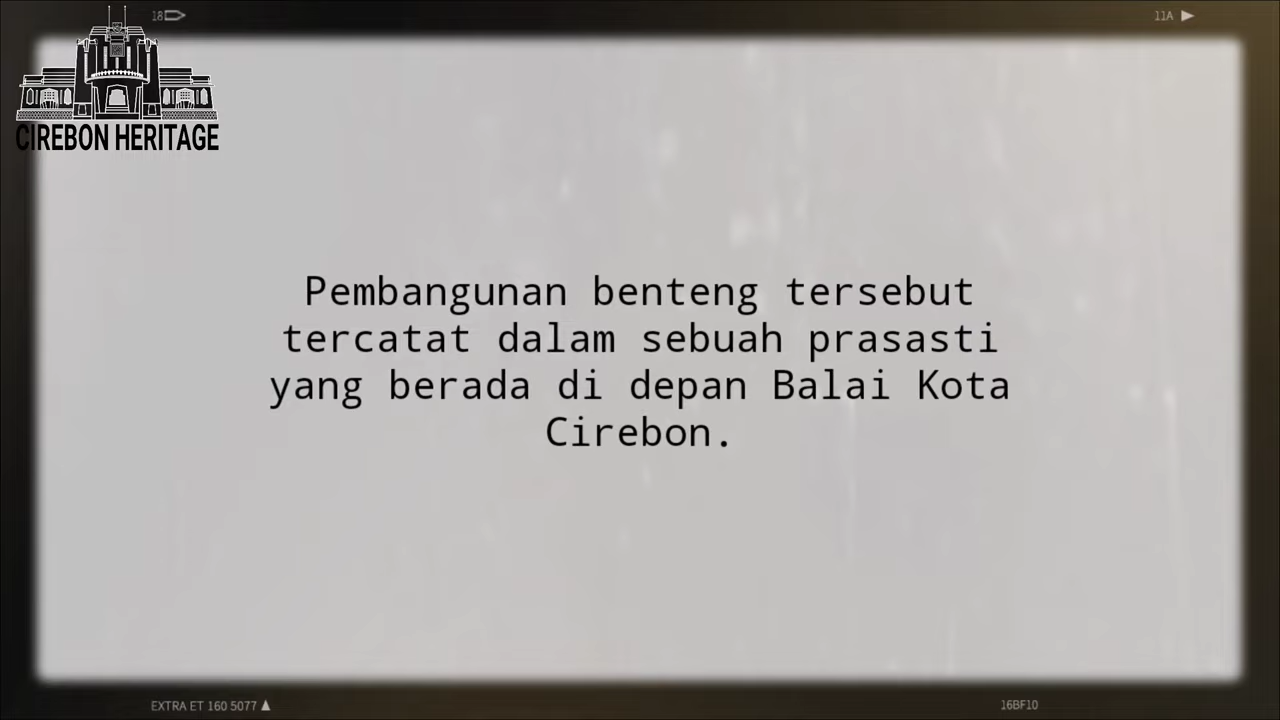 18
11A
CIREBON HERITAGE
Pembangunan benteng tersebut
tercatat dalam sebuah prasasti
yang berada di depan Balai Kota
Cirebon.
EXTRA ET 160 5077
16BF10